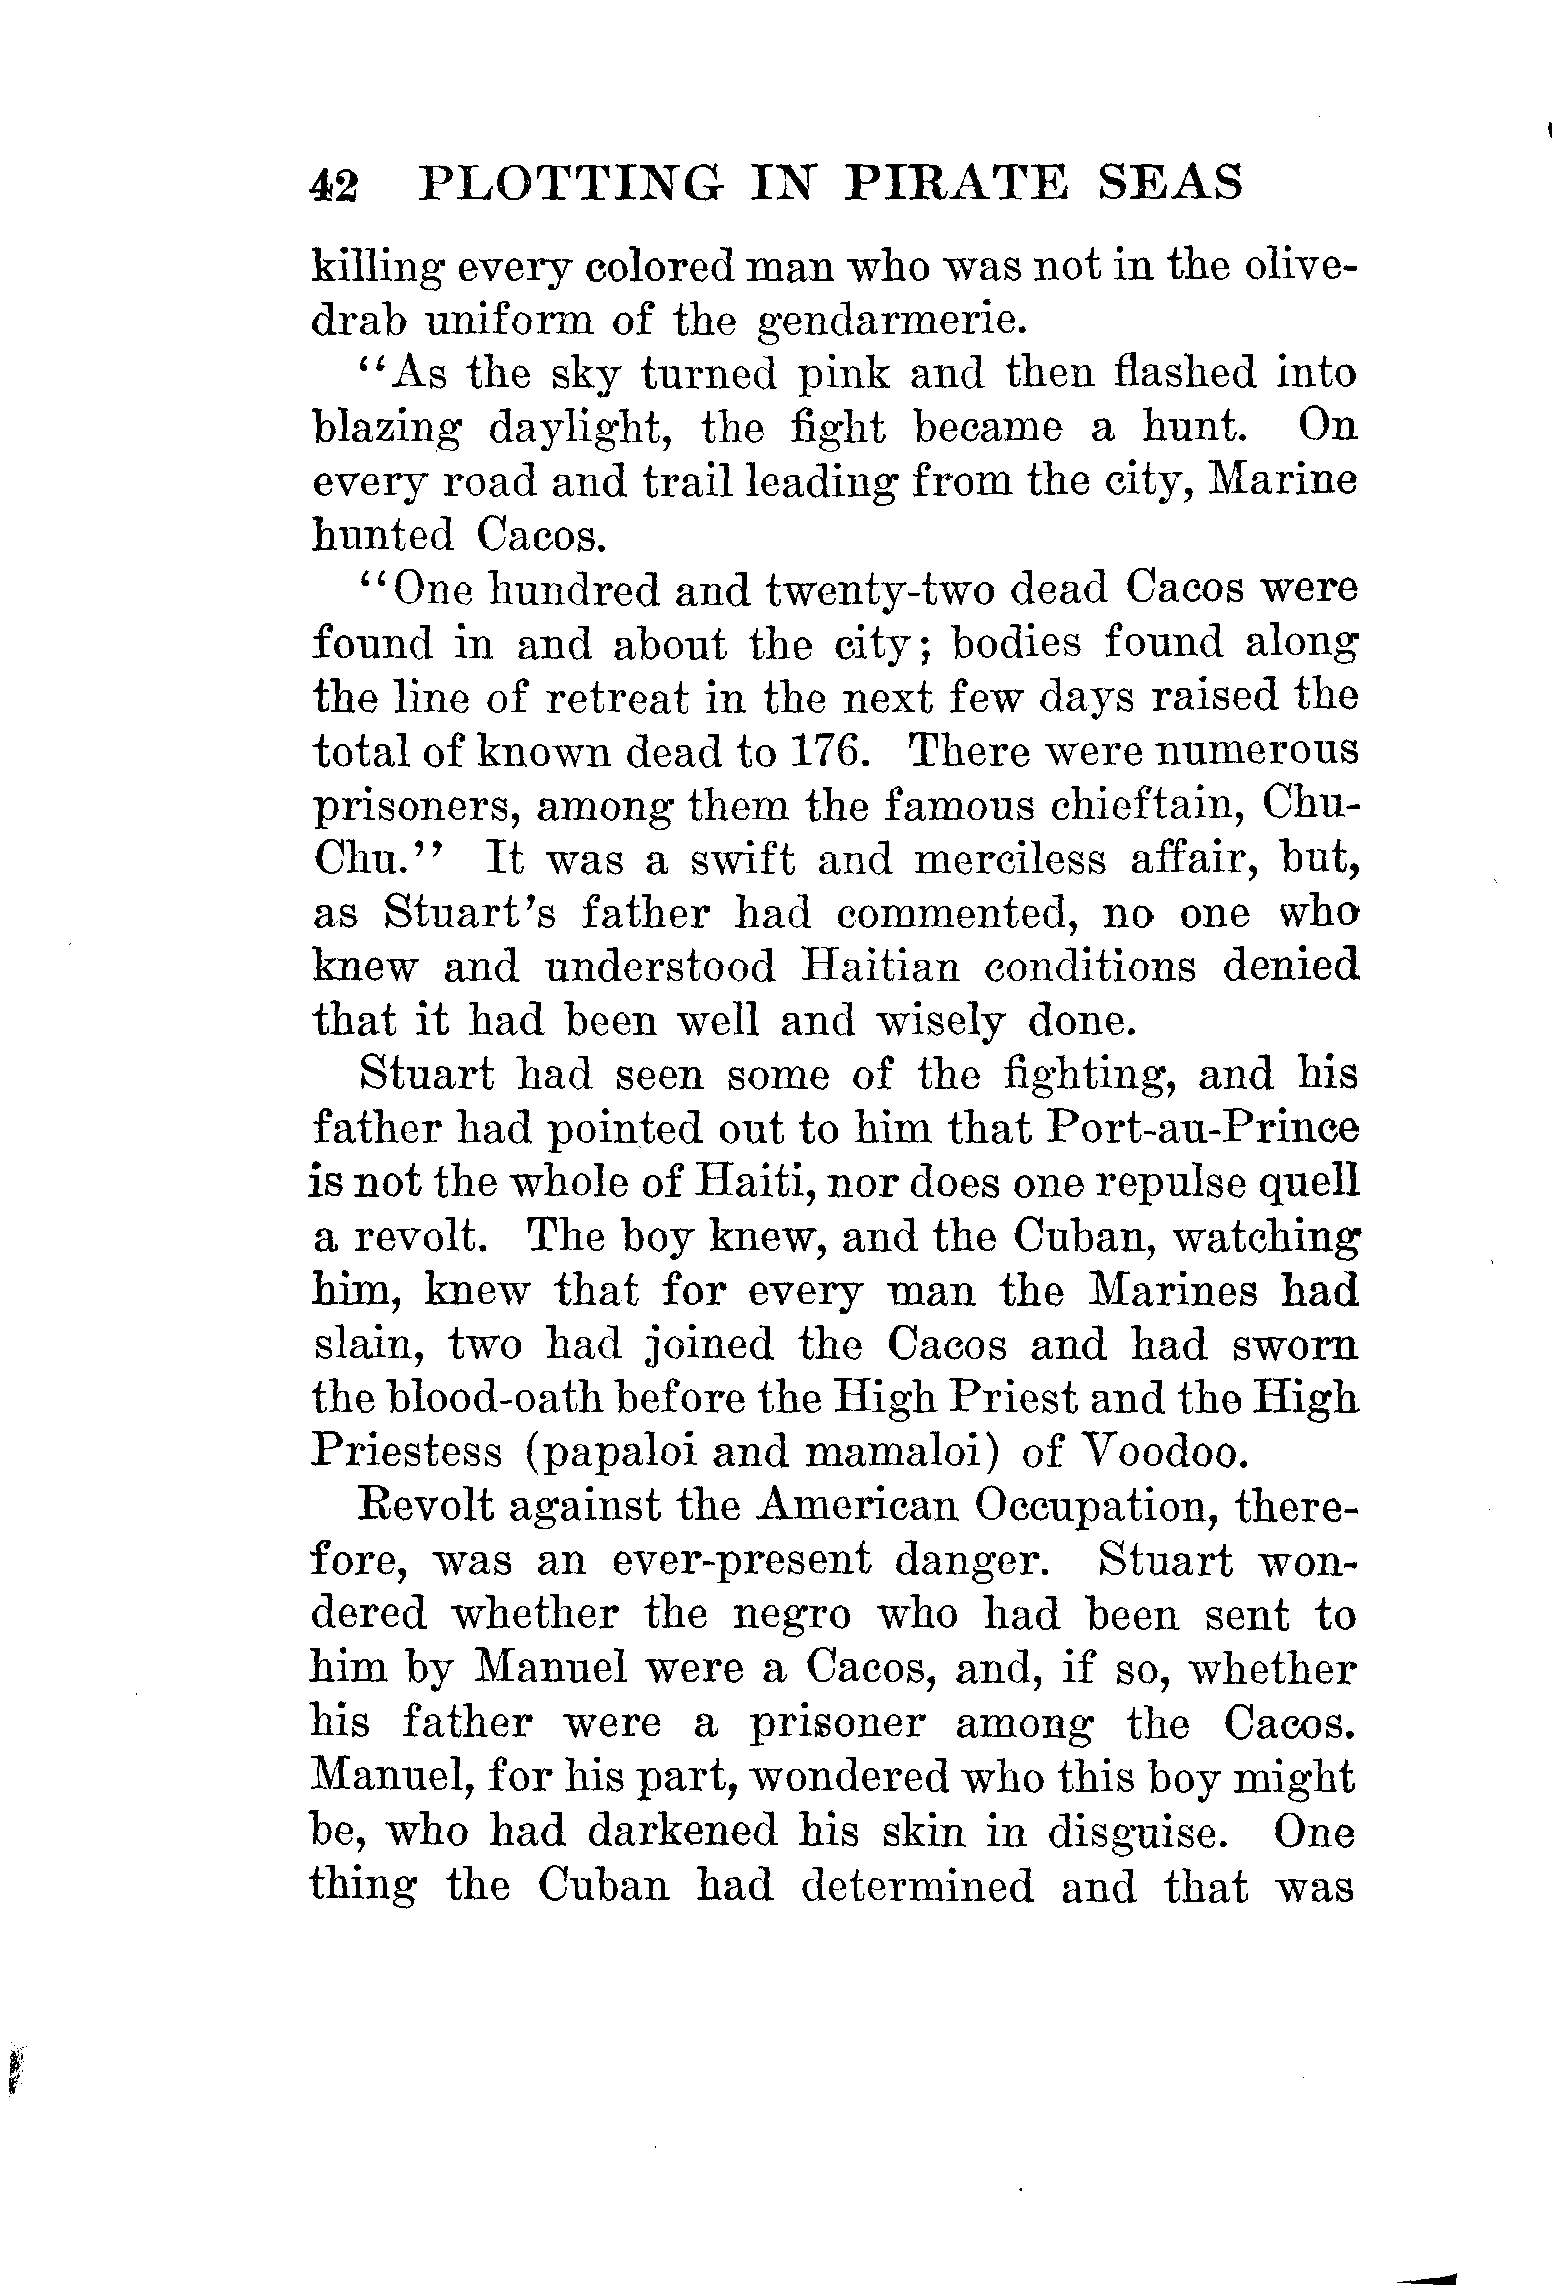 42 PLOTTING IN PIRATE SEAS
killing every colored man who was not in the olive-
drab uniform of the gendarmerie.
"As the sky turned pink and then flashed into
blazing daylight, the fight became a hunt. On
every road and trail leading from the city, Marine
hunted Cacos.
"One hundred and twenty-two dead Cacos were
found in and about the city; bodies found along
the line of retreat in the next few days raised the
total of known dead to 176. There were numerous
prisoners, among them the famous chieftain, Chu-
Chu." It was a swift and merciless affair, but,
as Stuart's father had commented, no one who
knew and understood Haitian conditions denied
that it had been well and wisely done.
Stuart had seen some of the fighting, and his
father had pointed out to him that Port-au-Prince
is not the whole of Haiti, nor does one repulse quell
a revolt. The boy knew, and the Cuban, watching
him, knew that for every man the Marines had
slain, two had joined the Cacos and had sworn
the blood-oath before the High Priest and the High
Priestess (papaloi and mamaloi) of Voodoo.
Revolt against the American Occupation, there-
fore, was an ever-present danger. Stuart won-
dered whether the negro who had been sent to
him by Manuel were a Cacos, and, if so, whether
his father were a prisoner among the Cacos.
Manuel, for his part, wondered who this boy might
be, who had darkened his skin in disguise. One
thing the Cuban had determined and that was